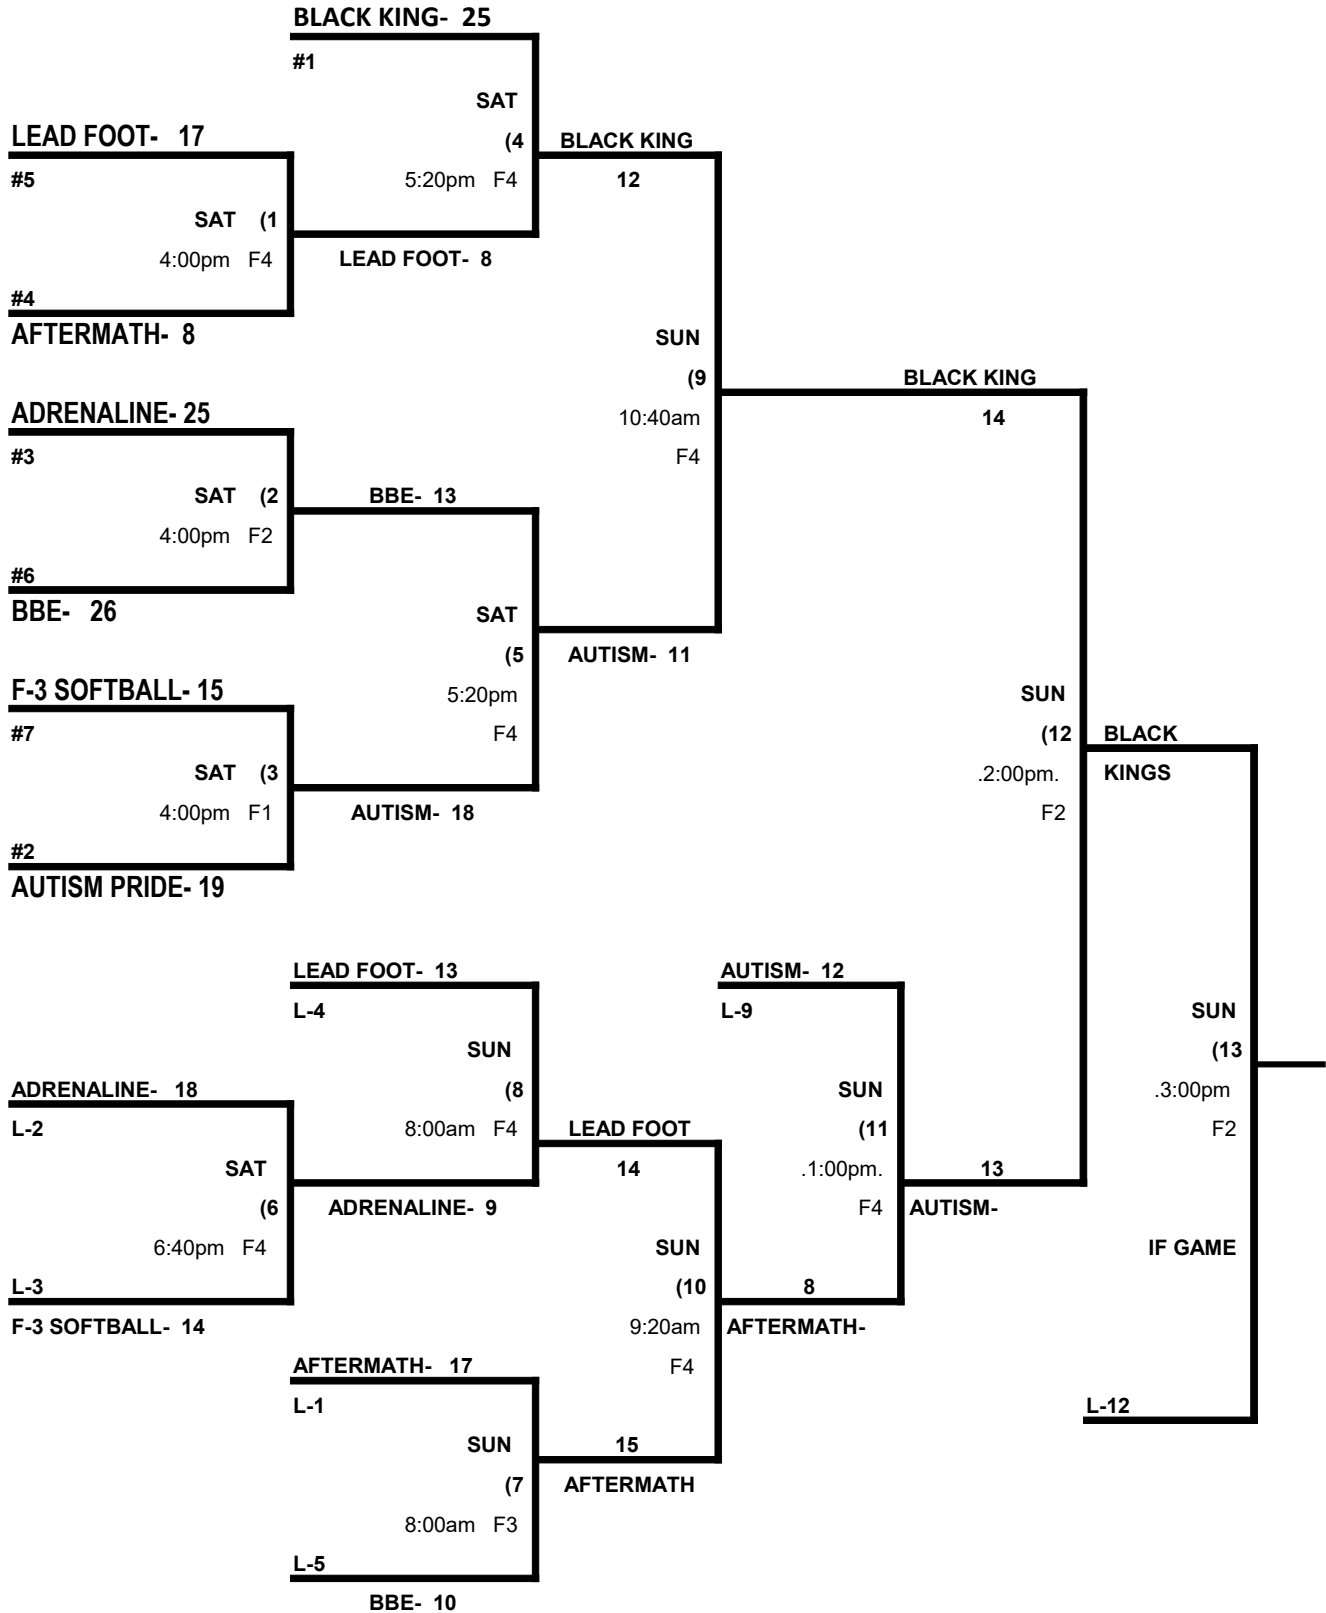 BLACK KING- 25
#1
SAT
LEAD FOOT- 17
(4
BLACK KING
#5
5:20pm F4
12
SAT (1
4:00pm F4
LEAD FOOT- 8
#4
AFTERMATH- 8
SUN
(9
BLACK KING
ADRENALINE- 25
10:40am
14
#3
F4
SAT (2
BBE- 13
4:00pm F2
#6
BBE- 26
SAT
(5
AUTISM- 11
F-3 SOFTBALL- 15
5:20pm
SUN
#7
F4
(12
BLACK
SAT (3
.2:00pm.
KINGS
4:00pm F1
AUTISM- 18
F2
#2
AUTISM PRIDE- 19
LEAD FOOT- 13
AUTISM- 12
L-4
L-9
SUN
SUN
(13
ADRENALINE- 18
(8
SUN
.3:00pm
L-2
8:00am F4
LEAD FOOT
(11
F2
SAT
14
.1:00pm.
13
(6
ADRENALINE- 9
F4
AUTISM-
6:40pm F4
SUN
IF GAME
L-3
(10
8
F-3 SOFTBALL- 14
9:20am
AFTERMATH-
AFTERMATH- 17
F4
L-1
L-12
SUN
15
(7
AFTERMATH
8:00am F3
L-5
BBE- 10